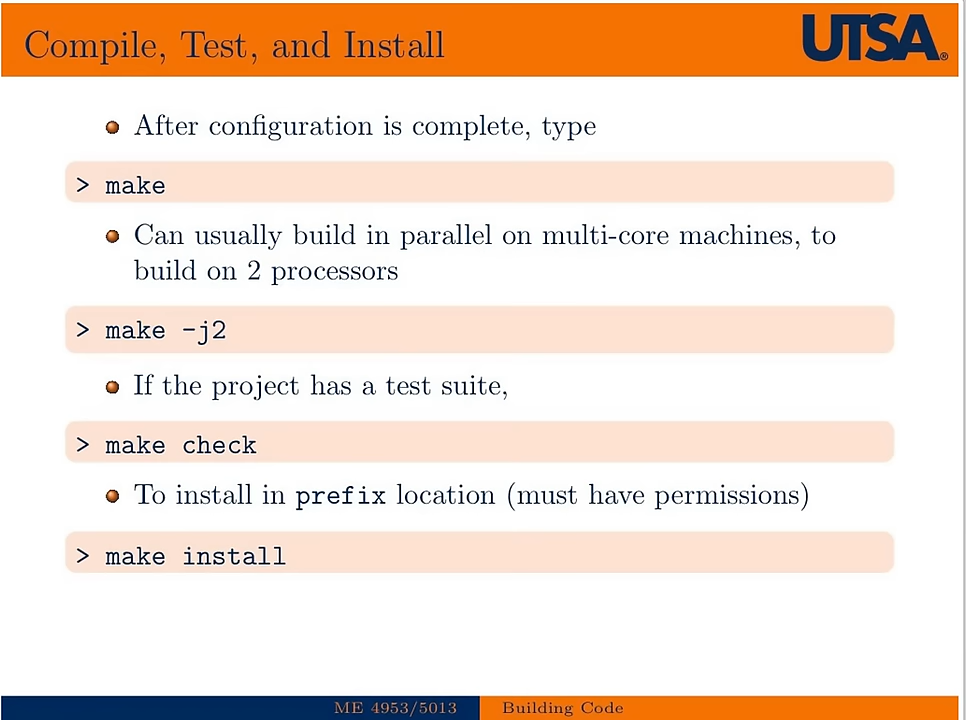 Compile, Test, and Install
UTSA®
After configuration is complete, type
> make
Can usually build in parallel on multi-core machines, to
build on 2 processors
> make -j2
If the project has a test suite,
> make check
To install in prefix location (must have permissions)
> make install
ME 4953/5013
Building Code